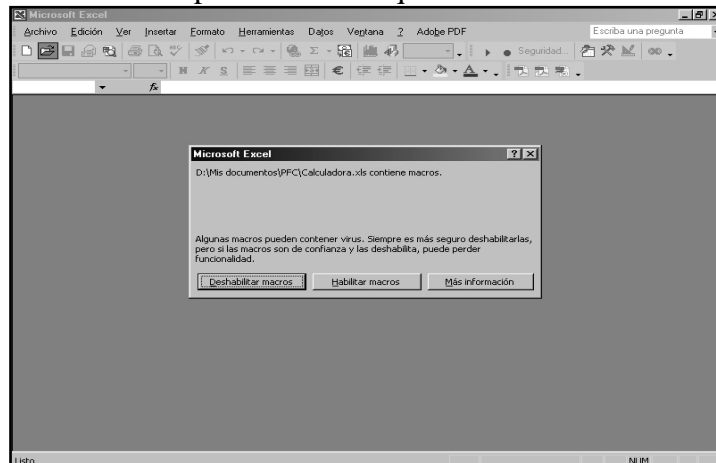 Microsoft Excel
Archivo Edición Ver Insertar Formato Herramientas Datos Ventana ? Adobe PDF Escriba una pregunta
Seguridad...
N K S
fx
Microsoft Excel
D:\Mis documentos\PFC\Calculadora.xls contiene macros.
Algunas macros pueden contener virus. Siempre es más seguro deshabilitarlas,
pero si las macros son de confianza y las deshabilita, puede perder
funcionalidad.
Deshabilitar macros Habilitar macros Más información
Listo NUM